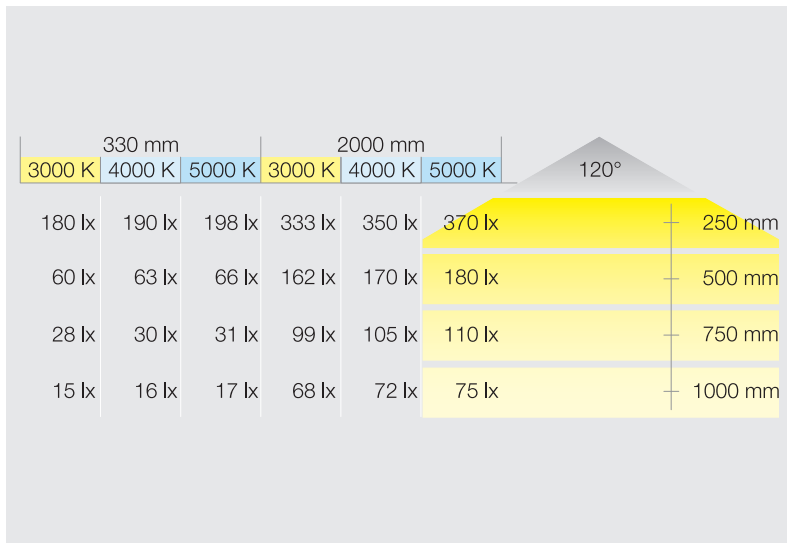 330 mm 2000 mm
3000 K 4000 K 5000 K 3000 K 4000 K 5000 K 120°
180 lx 190 lx 198 lx 333 lx 350 lx 370 lx 250 mm
60 lx 63 lx 66 lx 162 lx 170 lx 180 lx 500 mm
28 lx 30 lx 31 lx 99 lx 105 lx 110 lx 750 mm
15 lx 16 lx 17 lx 68 lx 72 lx 75 lx 1000 mm